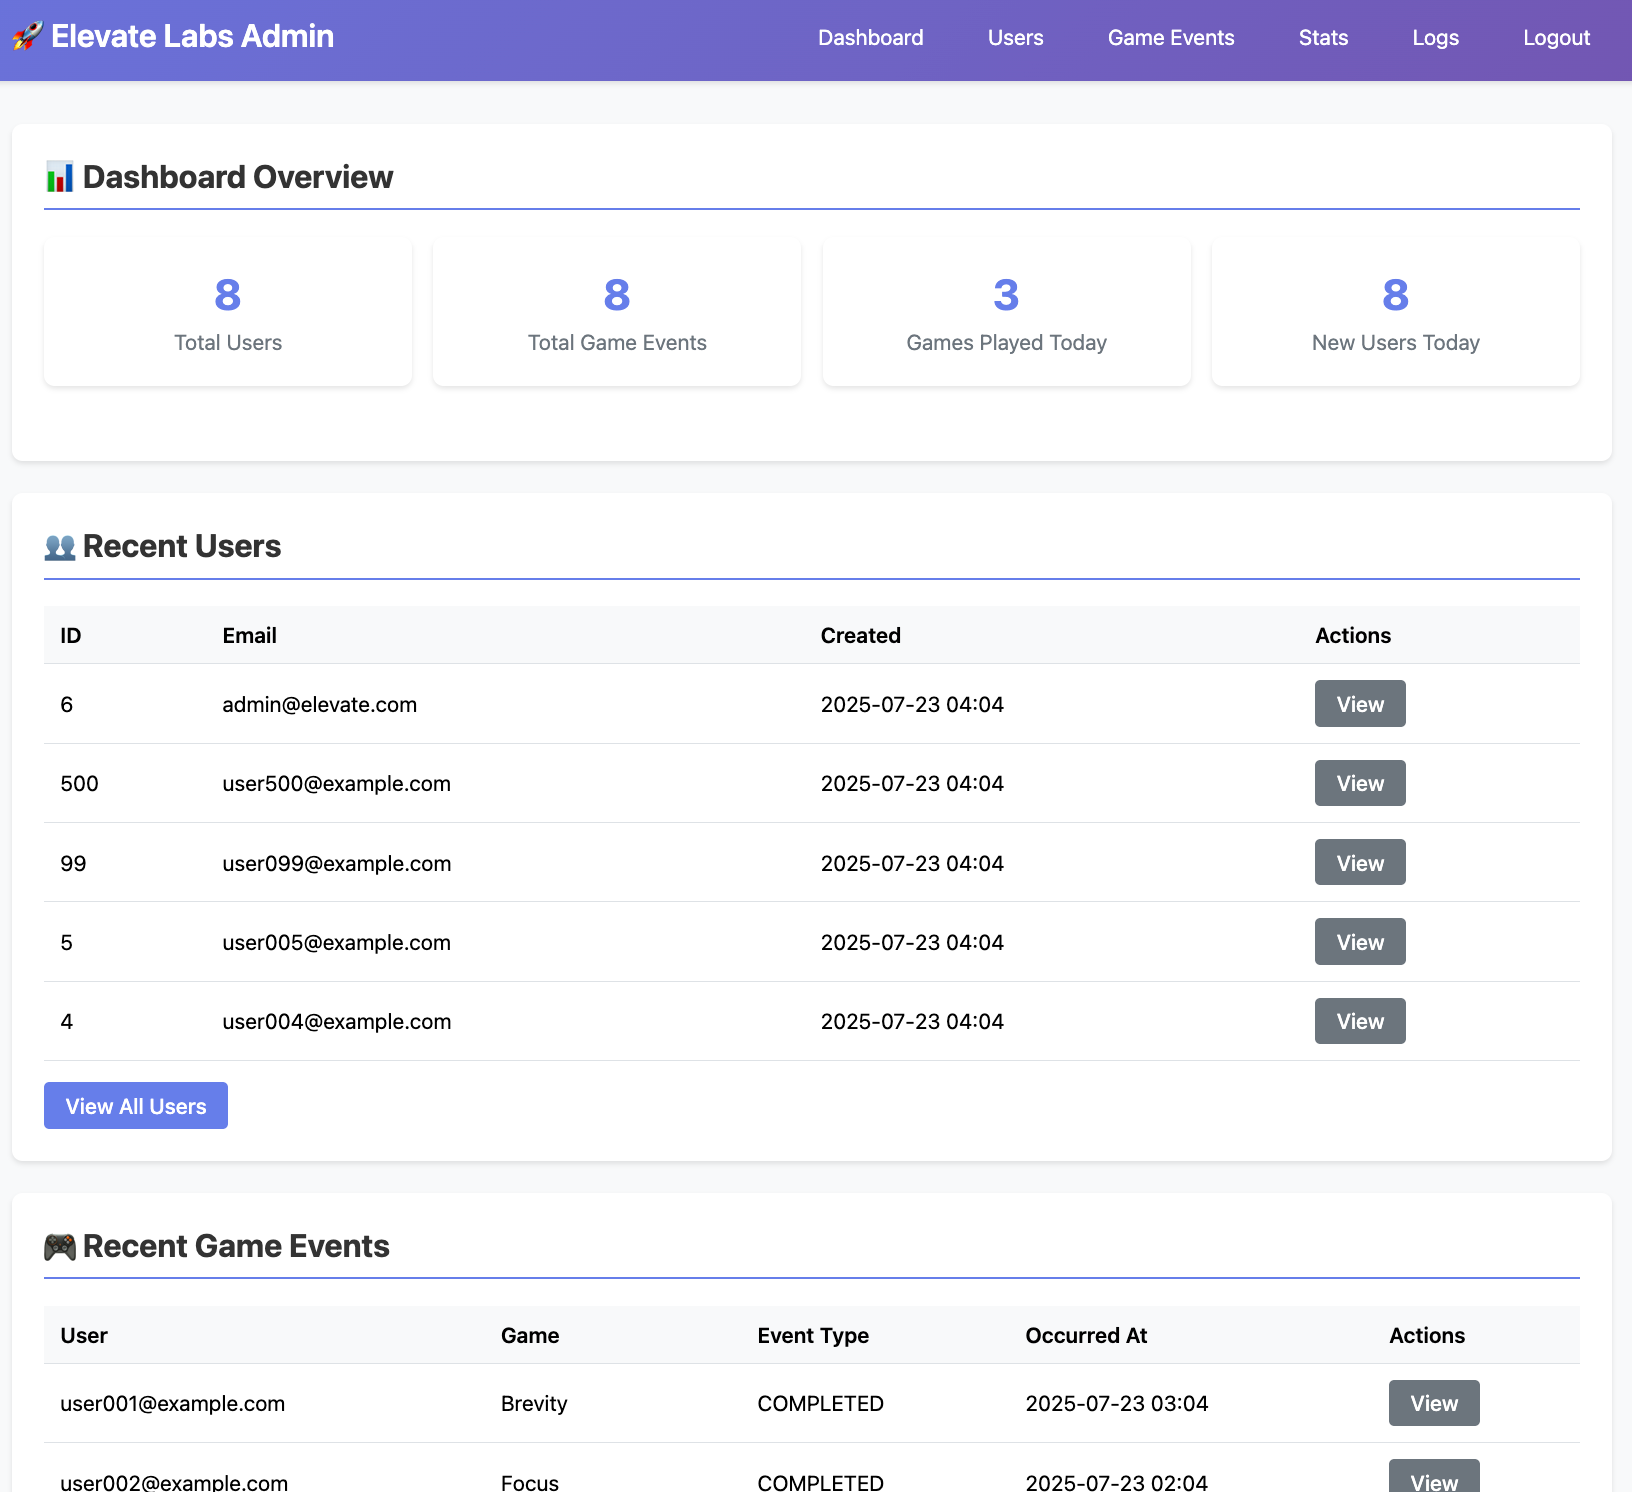 🚀 Elevate Labs Admin
Dashboard Users Game Events Stats Logs Logout
📊 Dashboard Overview
8
Total Users
8
Total Game Events
3
Games Played Today
8
New Users Today
👥 Recent Users
ID Email Created Actions
6 admin@elevate.com 2025-07-23 04:04 View
500 user500@example.com 2025-07-23 04:04 View
99 user099@example.com 2025-07-23 04:04 View
5 user005@example.com 2025-07-23 04:04 View
4 user004@example.com 2025-07-23 04:04 View
View All Users
🎮 Recent Game Events
User Game Event Type Occurred At Actions
user001@example.com Brevity COMPLETED 2025-07-23 03:04 View
user002@example.com Focus COMPLETED 2025-07-23 02:04 View